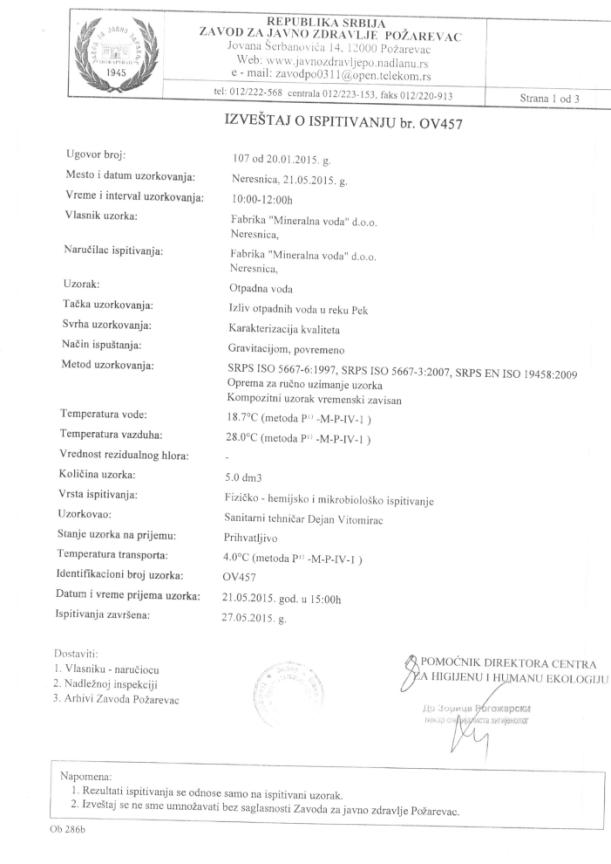 REPUBLIKA SRBIJA
ZAVOD ZA JAVNO ZDRAVLJE POŽAREVAC
Jovana Šerbanovića 14, 12000 Požarevac
Web: www.javnozdravljepo.nadlanu.rs
e - mail: zavodpo0311@open.telekom.rs
1945
tel: 012/222-568 centrala 012/223-153, faks 012/220-913
Strana 1 od 3
IZVEŠTAJ O ISPITIVANJU br. OV457
Ugovor broj: 107 od 20.01.2015. g.
Mesto i datum uzorkovanja: Neresnica, 21.05.2015. g.
Vreme i interval uzorkovanja: 10:00-12:00h
Vlasnik uzorka: Fabrika "Mineralna voda" d.o.o.
Neresnica,
Naručilac ispitivanja: Fabrika "Mineralna voda" d.o.o.
Neresnica,
Uzorak: Otpadna voda
Tačka uzorkovanja: Izliv otpadnih voda u reku Pek
Svrha uzorkovanja: Karakterizacija kvaliteta
Način ispuštanja: Gravitacijom, povremeno
Metod uzorkovanja: SRPS ISO 5667-6:1997, SRPS ISO 5667-3:2007, SRPS EN ISO 19458:2009
Oprema za ručno uzimanje uzorka
Kompozitni uzorak vremenski zavisan
Temperatura vode: 18.7°C (metoda P¹⁾ -M-P-IV-1 )
Temperatura vazduha: 28.0°C (metoda P¹⁾ -M-P-IV-1 )
Vrednost rezidualnog hlora: -
Količina uzorka: 5.0 dm3
Vrsta ispitivanja: Fizičko - hemijsko i mikrobiološko ispitivanje
Uzorkovao: Sanitarni tehničar Dejan Vitomirac
Stanje uzorka na prijemu: Prihvatljivo
Temperatura transporta: 4.0°C (metoda P¹⁾ -M-P-IV-1 )
Identifikacioni broj uzorka: OV457
Datum i vreme prijema uzorka: 21.05.2015. god. u 15:00h
Ispitivanja završena: 27.05.2015. g.
Dostaviti:
1. Vlasniku - naručiocu
2. Nadležnoj inspekciji
3. Arhivi Zavoda Požarevac
POMOĆNIK DIREKTORA CENTRA
ZA HIGIJENU I HUMANU EKOLOGIJU
Др Зорица Рогожарски
Napomena:
1. Rezultati ispitivanja se odnose samo na ispitivani uzorak.
2. Izveštaj se ne sme umnožavati bez saglasnosti Zavoda za javno zdravlje Požarevac.
Ob 286b